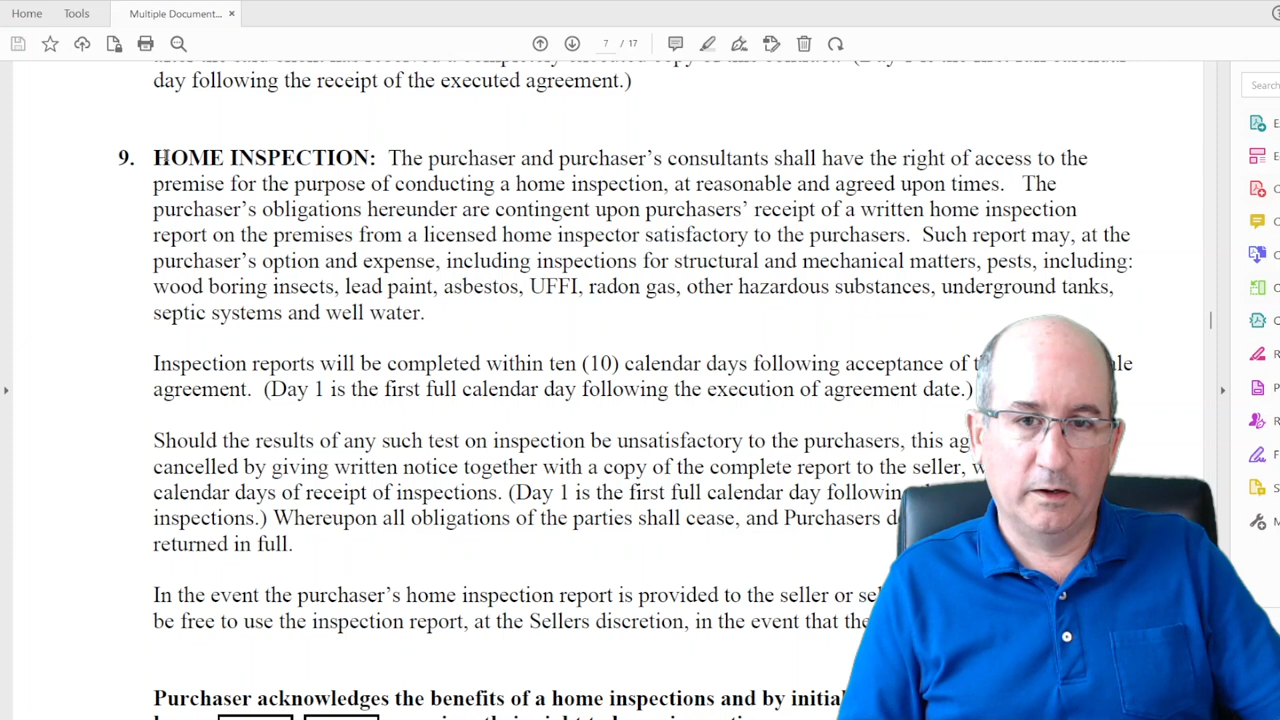 Home
Tools
Multiple Document... ×
7 / 17
day following the receipt of the executed agreement.)
Search
9. HOME INSPECTION: The purchaser and purchaser's consultants shall have the right of access to the
premise for the purpose of conducting a home inspection, at reasonable and agreed upon times. The
purchaser's obligations hereunder are contingent upon purchasers' receipt of a written home inspection
report on the premises from a licensed home inspector satisfactory to the purchasers. Such report may, at the
purchaser's option and expense, including inspections for structural and mechanical matters, pests, including:
wood boring insects, lead paint, asbestos, UFFI, radon gas, other hazardous substances, underground tanks,
septic systems and well water.
Inspection reports will be completed within ten (10) calendar days following acceptance of
agreement. (Day 1 is the first full calendar day following the execution of agreement date.)
Should the results of any such test on inspection be unsatisfactory to the purchasers, this
cancelled by giving written notice together with a copy of the complete report to the seller,
calendar days of receipt of inspections. (Day 1 is the first full calendar day
inspections.) Whereupon all obligations of the parties shall cease, and Purchasers
returned in full.
In the event the purchaser's home inspection report is provided to the seller or
be free to use the inspection report, at the Sellers discretion, in the event that the
Purchaser acknowledges the benefits of a home inspections and by